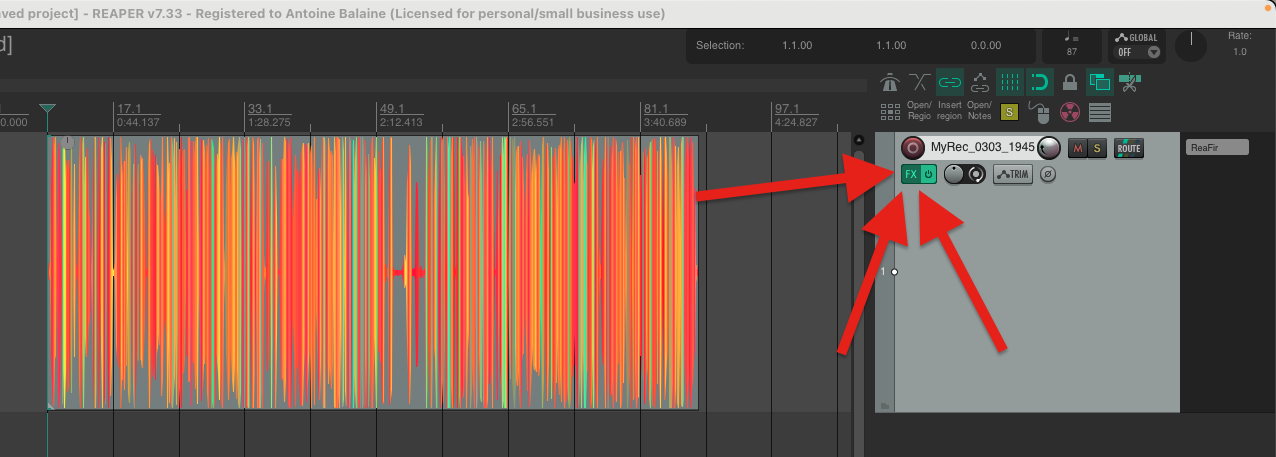 aved project] - REAPER v7.33 - Registered to Antoine Balaine (Licensed for personal/small business use)
d]
Selection: 1.1.00 1.1.00 0.0.00
87
GLOBAL
OFF
Rate:
1.0
Open/
Regio
Insert
region
Open/
Notes
S
1 17.1 33.1 49.1 65.1 81.1 97.1
0.000 0:44.137 1:28.275 2:12.413 2:56.551 3:40.689 4:24.827
MyRec_0303_1945 M S ROUTE
ReaFir
FX TRIM
1